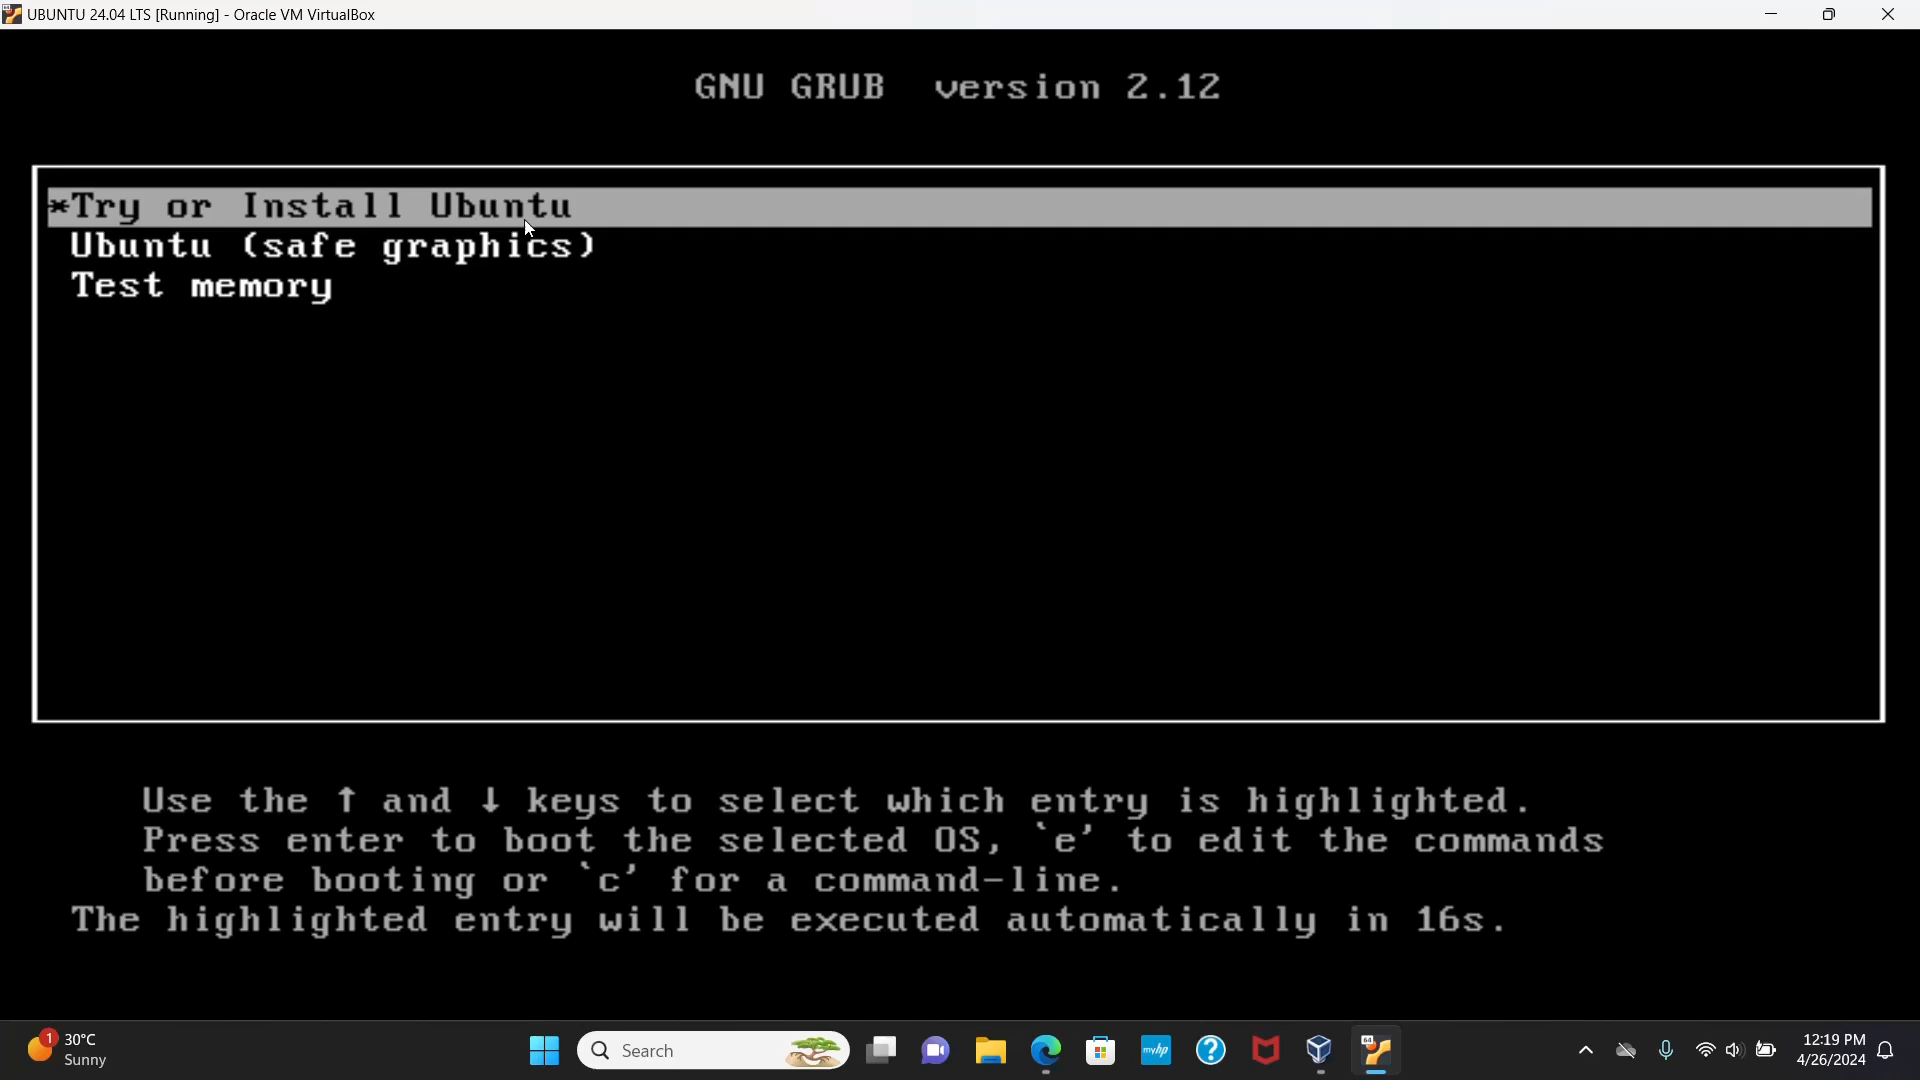 UBUNTU 24.04 LTS [Running] - Oracle VM VirtualBox
GNU GRUB version 2.12
*Try or Install Ubuntu
Ubuntu (safe graphics)
Test memory
Use the ↑ and ↓ keys to select which entry is highlighted.
Press enter to boot the selected OS, `e' to edit the commands
before booting or `c' for a command-line.
The highlighted entry will be executed automatically in 16s.
1
30°C
Sunny
Search
myhp
64
12:19 PM
4/26/2024